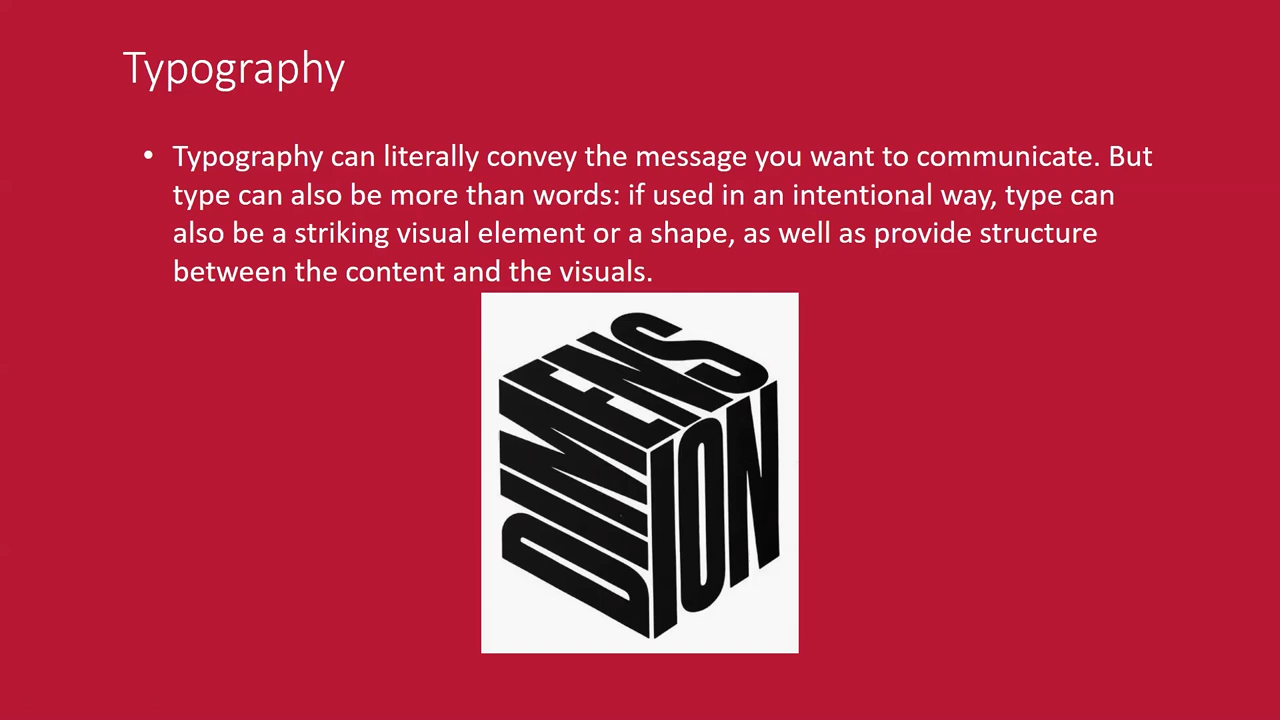 Typography
• Typography can literally convey the message you want to communicate. But
type can also be more than words: if used in an intentional way, type can
also be a striking visual element or a shape, as well as provide structure
between the content and the visuals.
DIMENS
ION